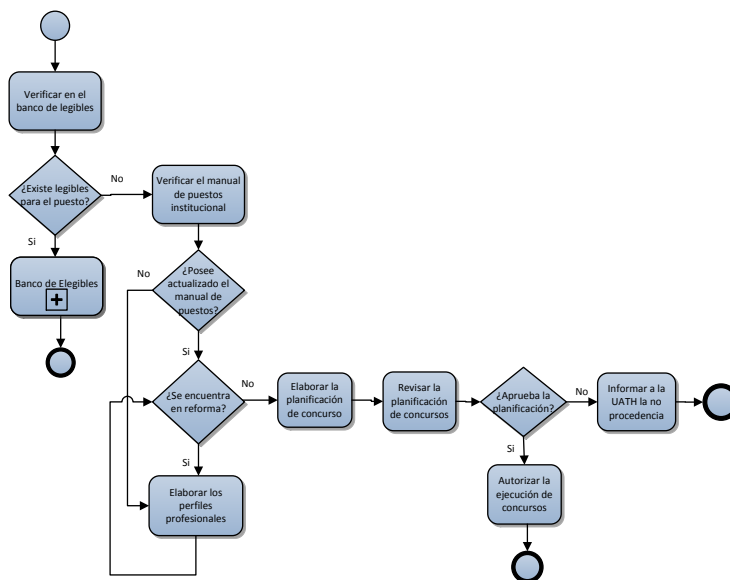 Verificar en el
banco de legibles
¿Existe legibles
para el puesto?
No
Si
Verificar el manual
de puestos
institucional
Banco de Elegibles
No
¿Posee
actualizado el
manual de
puestos?
Si
¿Se encuentra
en reforma?
No
Si
Elaborar los
perfiles
profesionales
Elaborar la
planificación
de concurso
Revisar la
planificación
de concursos
¿Aprueba la
planificación?
No
Si
Informar a la
UATH la no
procedencia
Autorizar la
ejecución de
concursos